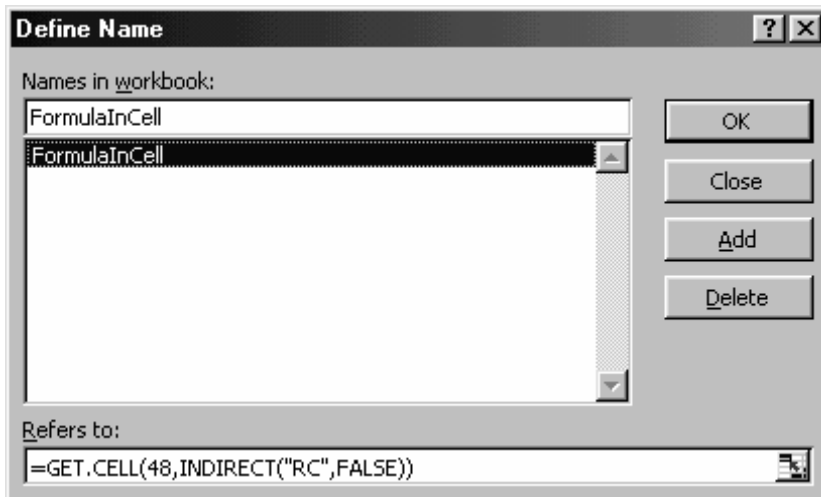 Define Name
Names in workbook:
FormulaInCell
OK
FormulaInCell
Close
Add
Delete
Refers to:
=GET.CELL(48,INDIRECT("RC",FALSE))